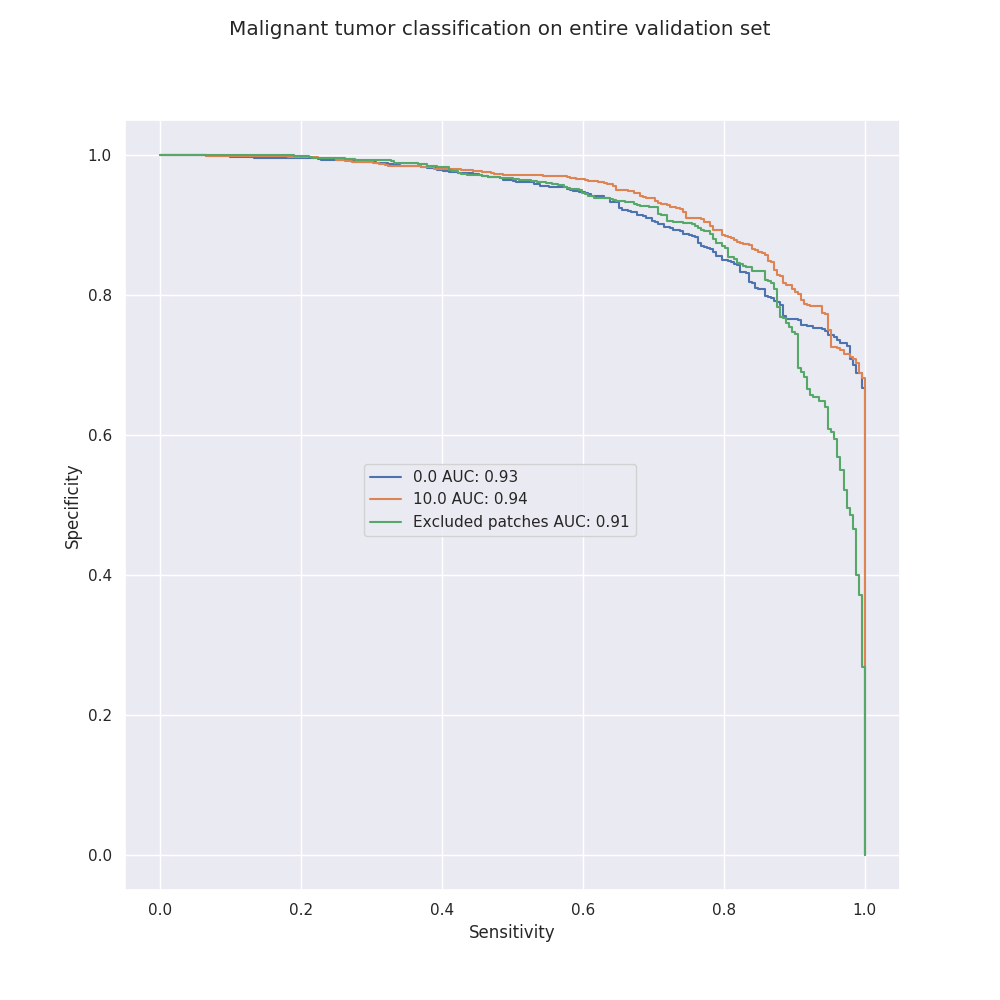 Malignant tumor classification on entire validation set
1.0
0.8
0.6
0.4
0.2
0.0
Specificity
0.0 AUC: 0.93
10.0 AUC: 0.94
Excluded patches AUC: 0.91
0.0 0.2 0.4 0.6 0.8 1.0
Sensitivity